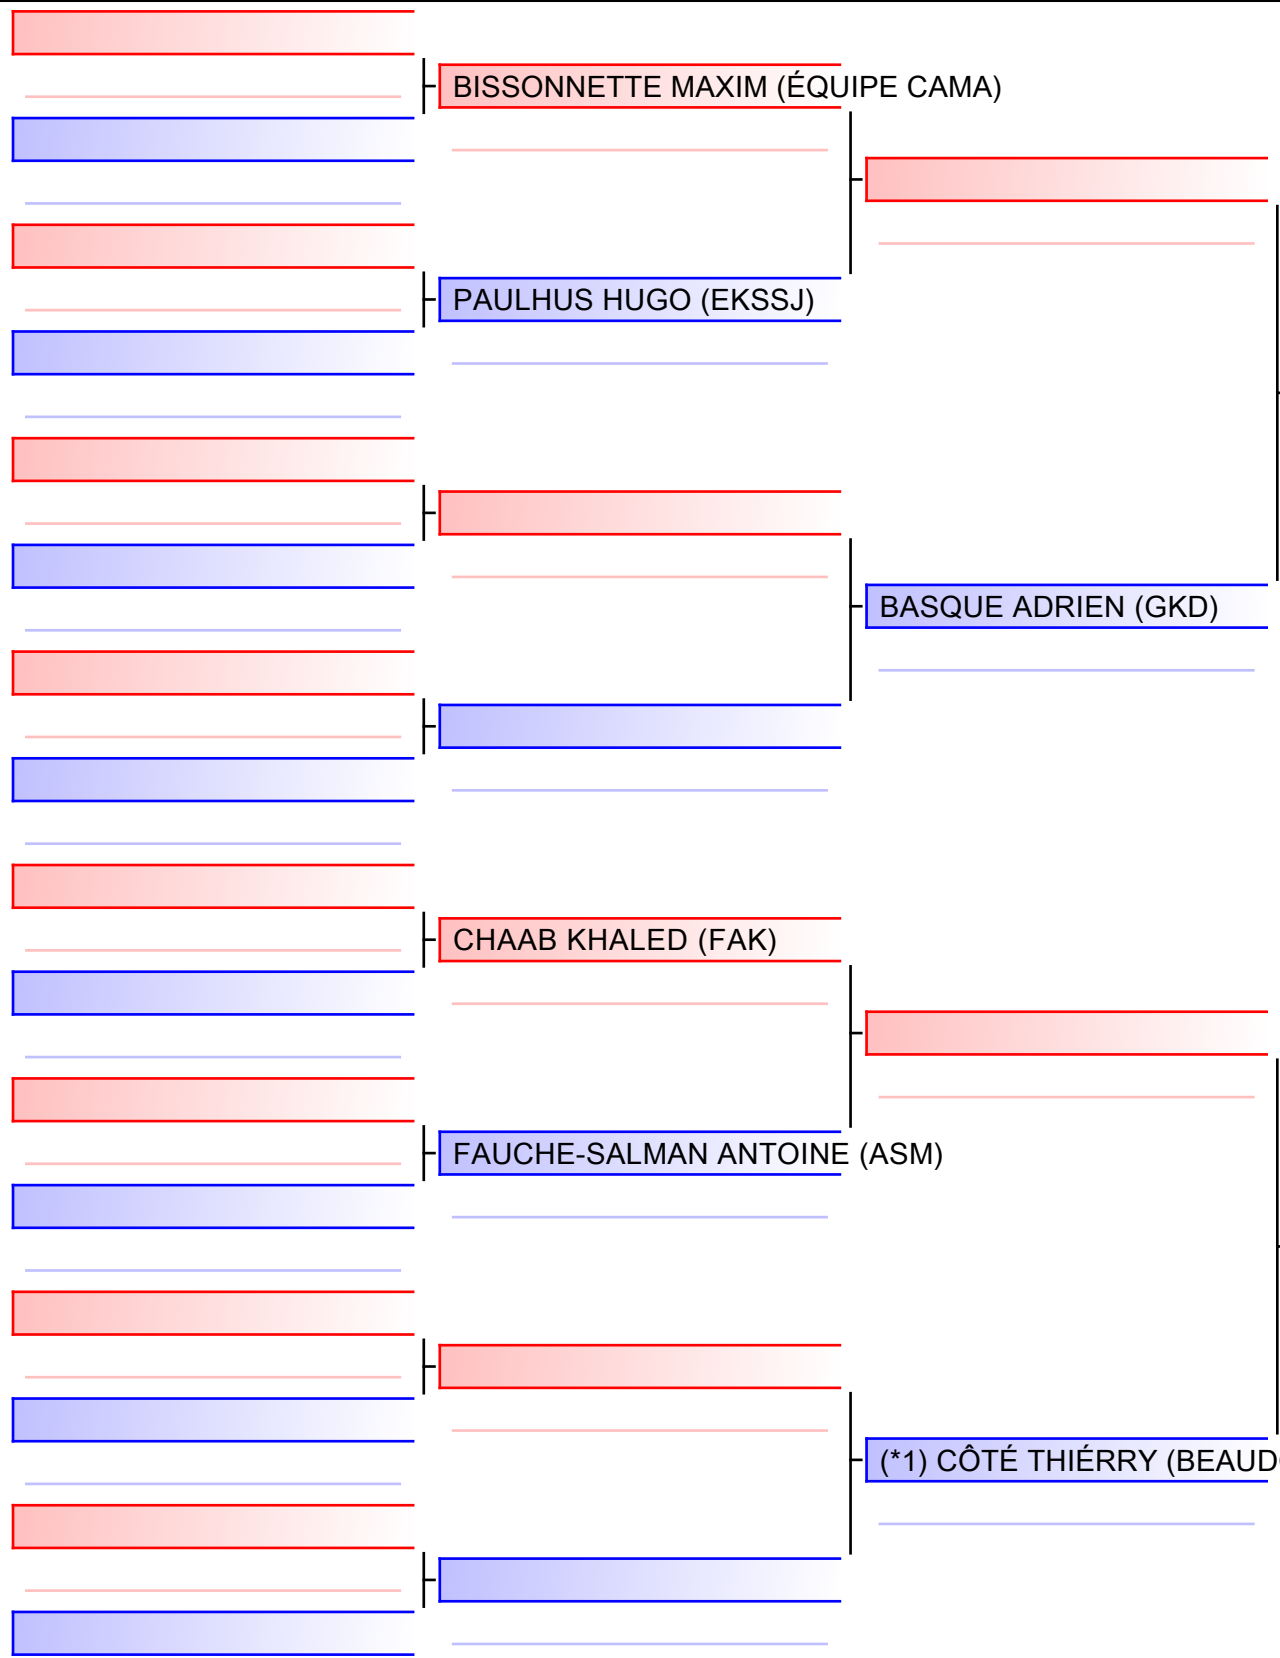 BISSONNETTE MAXIM (ÉQUIPE CAMA)
PAULHUS HUGO (EKSSJ)
BASQUE ADRIEN (GKD)
CHAAB KHALED (FAK)
FAUCHE-SALMAN ANTOINE (ASM)
(*1) CÔTÉ THIÉRRY